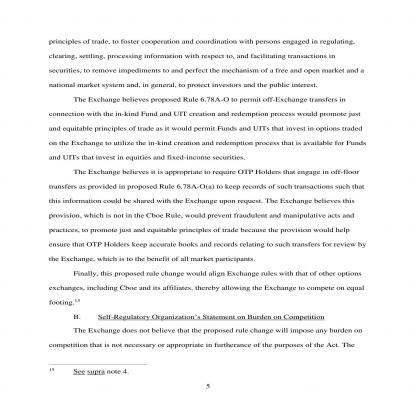 principles of trade, to foster cooperation and coordination with persons engaged in regulating,
clearing, settling, processing information with respect to, and facilitating transactions in
securities, to remove impediments to and perfect the mechanism of a free and open market and a
national market system and, in general, to protect investors and the public interest.
The Exchange believes proposed Rule 6.78A-O to permit off-Exchange transfers in
connection with the in-kind Fund and UIT creation and redemption process would promote just
and equitable principles of trade as it would permit Funds and UITs that invest in options traded
on the Exchange to utilize the in-kind creation and redemption process that is available for Funds
and UITs that invest in equities and fixed-income securities.
The Exchange believes it is appropriate to require OTP Holders that engage in off-floor
transfers as provided in proposed Rule 6.78A-O(a) to keep records of such transactions such that
this information could be shared with the Exchange upon request. The Exchange believes this
provision, which is not in the Cboe Rule, would prevent fraudulent and manipulative acts and
practices, to promote just and equitable principles of trade because the provision would help
ensure that OTP Holders keep accurate books and records relating to such transfers for review by
the Exchange, which is to the benefit of all market participants.
Finally, this proposed rule change would align Exchange rules with that of other options
exchanges, including Cboe and its affiliates, thereby allowing the Exchange to compete on equal
footing.15
B. Self-Regulatory Organization's Statement on Burden on Competition
The Exchange does not believe that the proposed rule change will impose any burden on
competition that is not necessary or appropriate in furtherance of the purposes of the Act. The
15 See supra note 4.
5